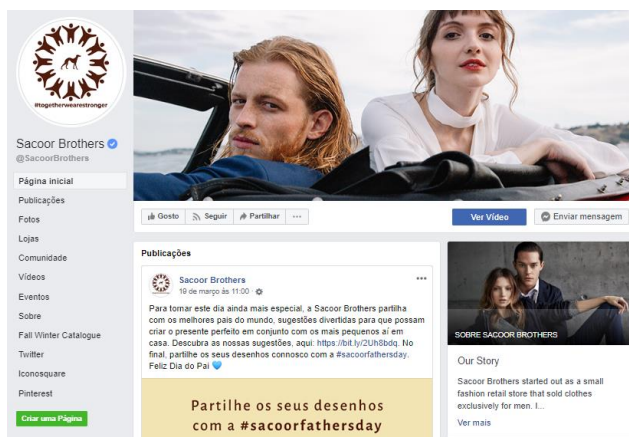 #togetherwearestronger
Sacoor Brothers
@SacoorBrothers
Página inicial
Publicações
Fotos
Lojas
Comunidade
Vídeos
Eventos
Sobre
Fall Winter Catalogue
Twitter
Iconosquare
Pinterest
Criar uma Página
Gosto
Seguir
Partilhar
Ver Vídeo
Enviar mensagem
Publicações
Sacoor Brothers
19 de março às 11:00
Para tornar este dia ainda mais especial, a Sacoor Brothers partilha
com os melhores pais do mundo, sugestões divertidas para que possam
criar o presente perfeito em conjunto com os mais pequenos aí em
casa. Descubra as nossas sugestões, aqui: https://bit.ly/2Uh8bdq. No
final, partilhe os seus desenhos connosco com a #sacoorfathersday.
Feliz Dia do Pai
Partilhe os seus desenhos
com a #sacoorfathersday
SOBRE SACOOR BROTHERS
Our Story
Sacoor Brothers started out as a small
fashion retail store that sold clothes
exclusively for men. I...
Ver mais